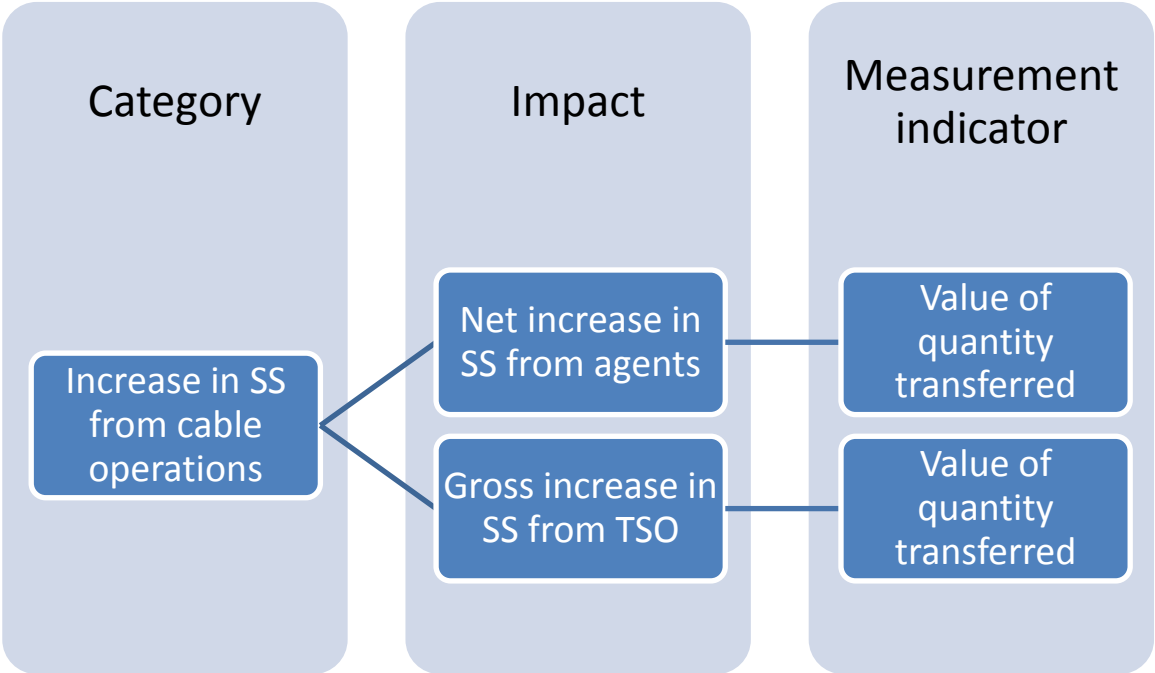 Category
Impact
Measurement
indicator
Increase in SS
from cable
operations
Net increase in
SS from agents
Value of
quantity
transferred
Gross increase in
SS from TSO
Value of
quantity
transferred